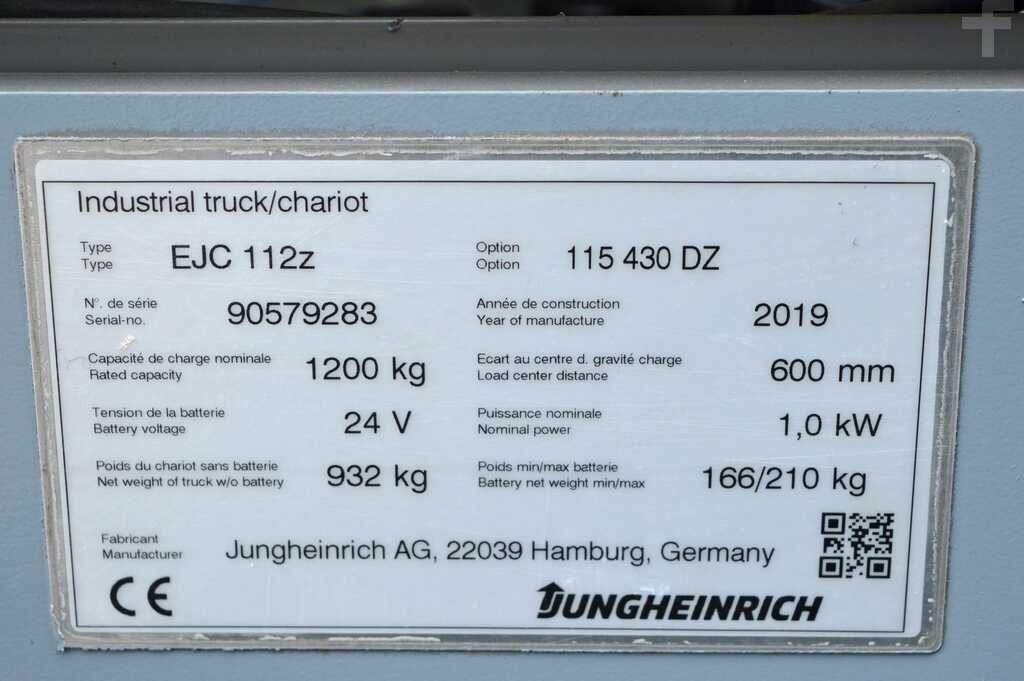 Industrial truck/chariot
Type EJC 112z Option 115 430 DZ
Type Option
N°. de série 90579283 Année de construction 2019
Serial-no. Year of manufacture
Capacité de charge nominale 1200 kg Ecart au centre d. gravité charge 600 mm
Rated capacity Load center distance
Tension de la batterie 24 V Puissance nominale 1,0 kW
Battery voltage Nominal power
Poids du chariot sans batterie 932 kg Poids min/max batterie 166/210 kg
Net weight of truck w/o battery Battery net weight min/max
Fabricant Jungheinrich AG, 22039 Hamburg, Germany
Manufacturer
CE JUNGHEINRICH